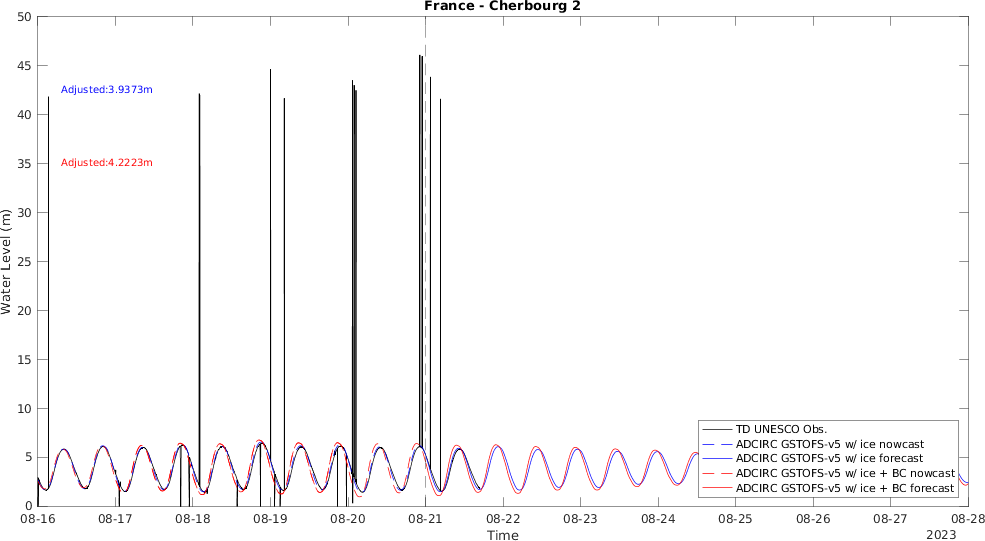 France - Cherbourg 2
50
45
40
35
30
25
20
15
10
5
0
Water Level (m)
Adjusted:3.9373m
Adjusted:4.2223m
TD UNESCO Obs.
ADCIRC GSTOFS-v5 w/ ice nowcast
ADCIRC GSTOFS-v5 w/ ice forecast
ADCIRC GSTOFS-v5 w/ ice + BC nowcast
ADCIRC GSTOFS-v5 w/ ice + BC forecast
08-16 08-17 08-18 08-19 08-20 08-21 08-22 08-23 08-24 08-25 08-26 08-27 08-28
Time
2023